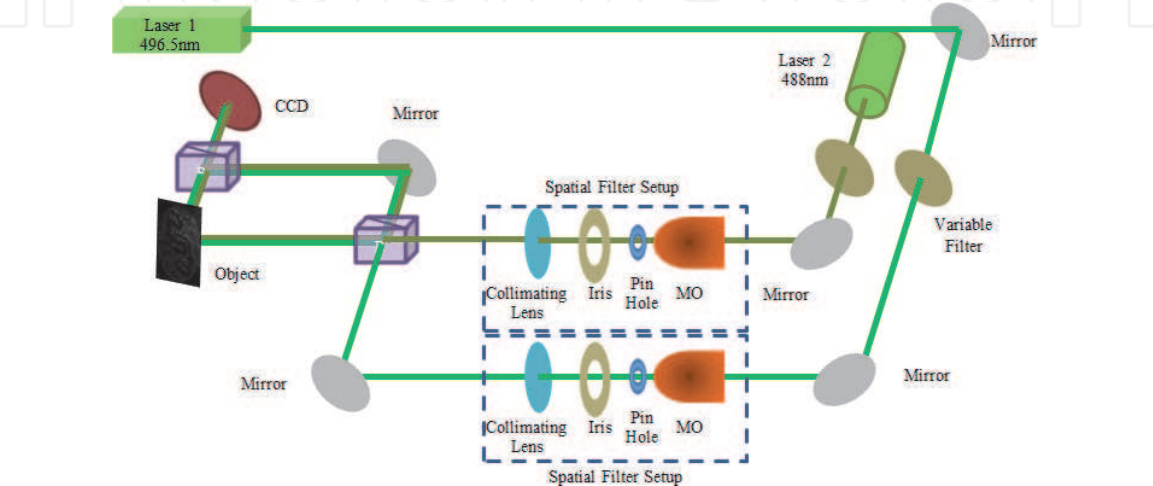 Laser 1
496.5nm
Mirror
Laser 2
488nm
CCD
Mirror
Spatial Filter Setup
Variable
Filter
Object
Collimating
Lens
Iris
Pin
Hole
MO
Mirror
Mirror
Mirror
Collimating
Lens
Iris
Pin
Hole
MO
Spatial Filter Setup